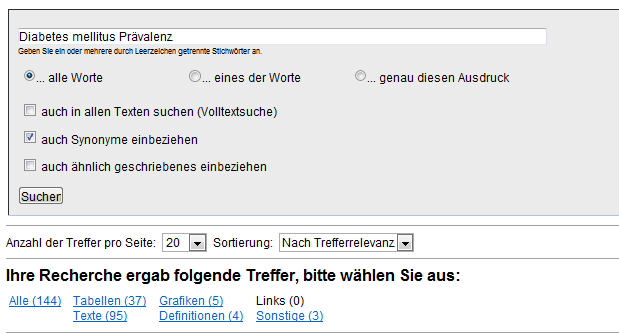 Diabetes mellitus Prävalenz
Geben Sie ein oder mehrere durch Leerzeichen getrennte Stichwörter an.
... alle Worte ... eines der Worte ... genau diesen Ausdruck
auch in allen Texten suchen (Volltextsuche)
auch Synonyme einbeziehen
auch ähnlich geschriebenes einbeziehen
Suchen
Anzahl der Treffer pro Seite: 20 Sortierung: Nach Trefferrelevanz
Ihre Recherche ergab folgende Treffer, bitte wählen Sie aus:
Alle (144) Tabellen (37) Grafiken (5) Links (0)
Texte (95) Definitionen (4) Sonstige (3)